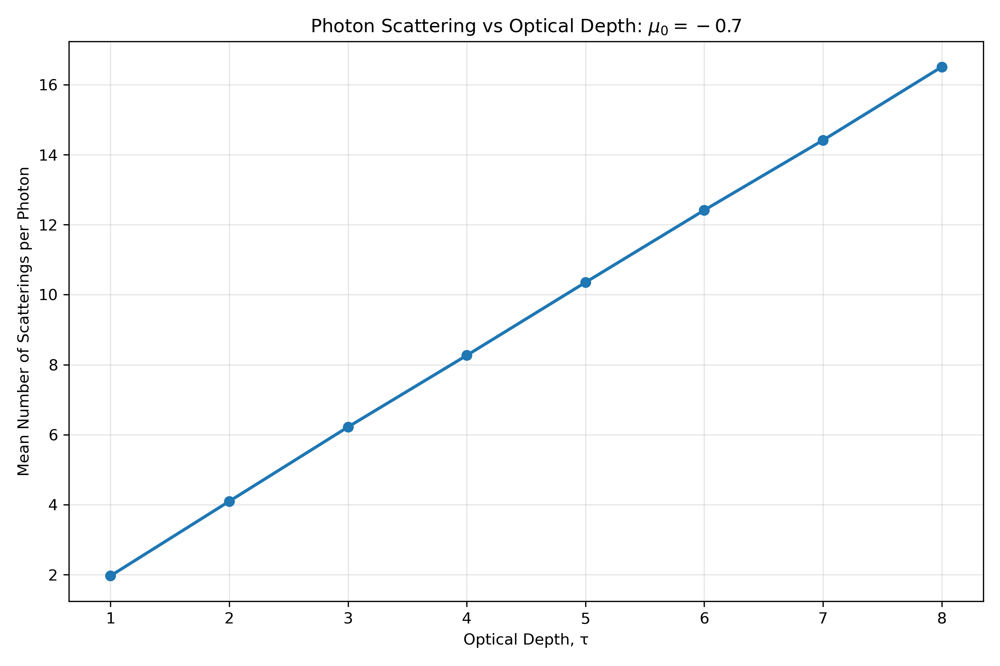 Photon Scattering vs Optical Depth: μ₀ = −0.7
Mean Number of Scatterings per Photon
16
14
12
10
8
6
4
2
1 2 3 4 5 6 7 8
Optical Depth, τ